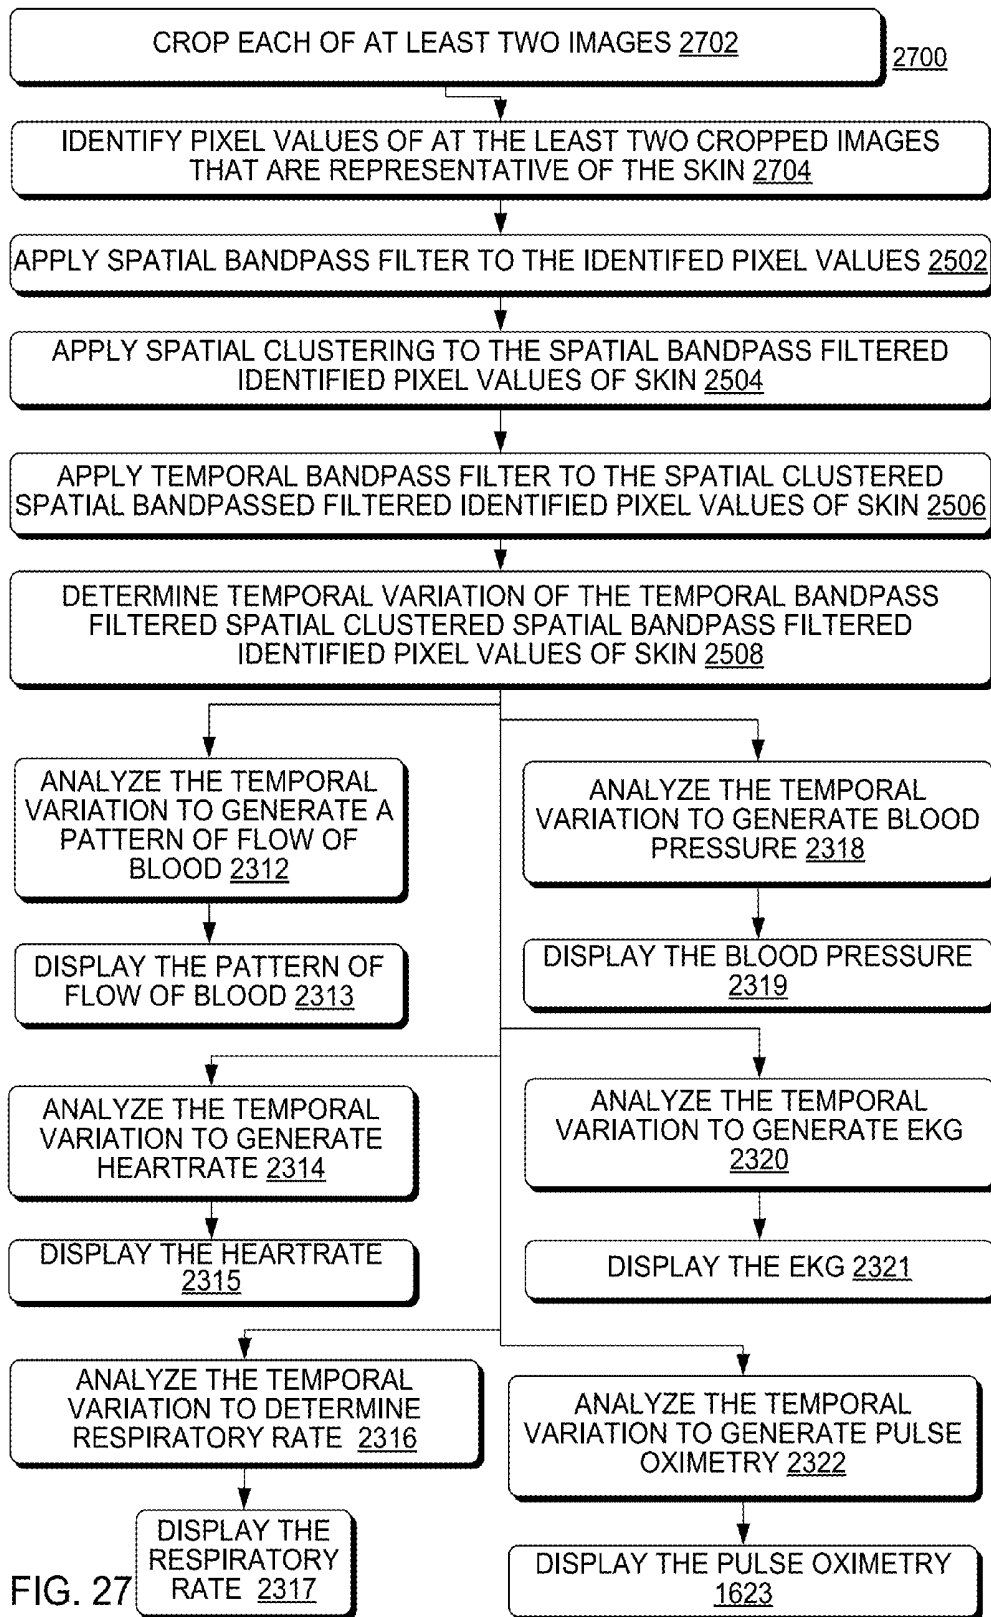 CROP EACH OF AT LEAST TWO IMAGES 2702
2700
IDENTIFY PIXEL VALUES OF AT THE LEAST TWO CROPPED IMAGES
THAT ARE REPRESENTATIVE OF THE SKIN 2704
APPLY SPATIAL BANDPASS FILTER TO THE IDENTIFED PIXEL VALUES 2502
APPLY SPATIAL CLUSTERING TO THE SPATIAL BANDPASS FILTERED
IDENTIFIED PIXEL VALUES OF SKIN 2504
APPLY TEMPORAL BANDPASS FILTER TO THE SPATIAL CLUSTERED
SPATIAL BANDPASSED FILTERED IDENTIFIED PIXEL VALUES OF SKIN 2506
DETERMINE TEMPORAL VARIATION OF THE TEMPORAL BANDPASS
FILTERED SPATIAL CLUSTERED SPATIAL BANDPASS FILTERED
IDENTIFIED PIXEL VALUES OF SKIN 2508
ANALYZE THE TEMPORAL
VARIATION TO GENERATE A
PATTERN OF FLOW OF
BLOOD 2312
ANALYZE THE TEMPORAL
VARIATION TO GENERATE BLOOD
PRESSURE 2318
DISPLAY THE PATTERN OF
FLOW OF BLOOD 2313
DISPLAY THE BLOOD PRESSURE
2319
ANALYZE THE TEMPORAL
VARIATION TO GENERATE
HEARTRATE 2314
ANALYZE THE TEMPORAL
VARIATION TO GENERATE EKG
2320
DISPLAY THE HEARTRATE
2315
DISPLAY THE EKG 2321
ANALYZE THE TEMPORAL
VARIATION TO DETERMINE
RESPIRATORY RATE 2316
ANALYZE THE TEMPORAL
VARIATION TO GENERATE PULSE
OXIMETRY 2322
DISPLAY THE
RESPIRATORY
RATE 2317
DISPLAY THE PULSE OXIMETRY
1623
FIG. 27